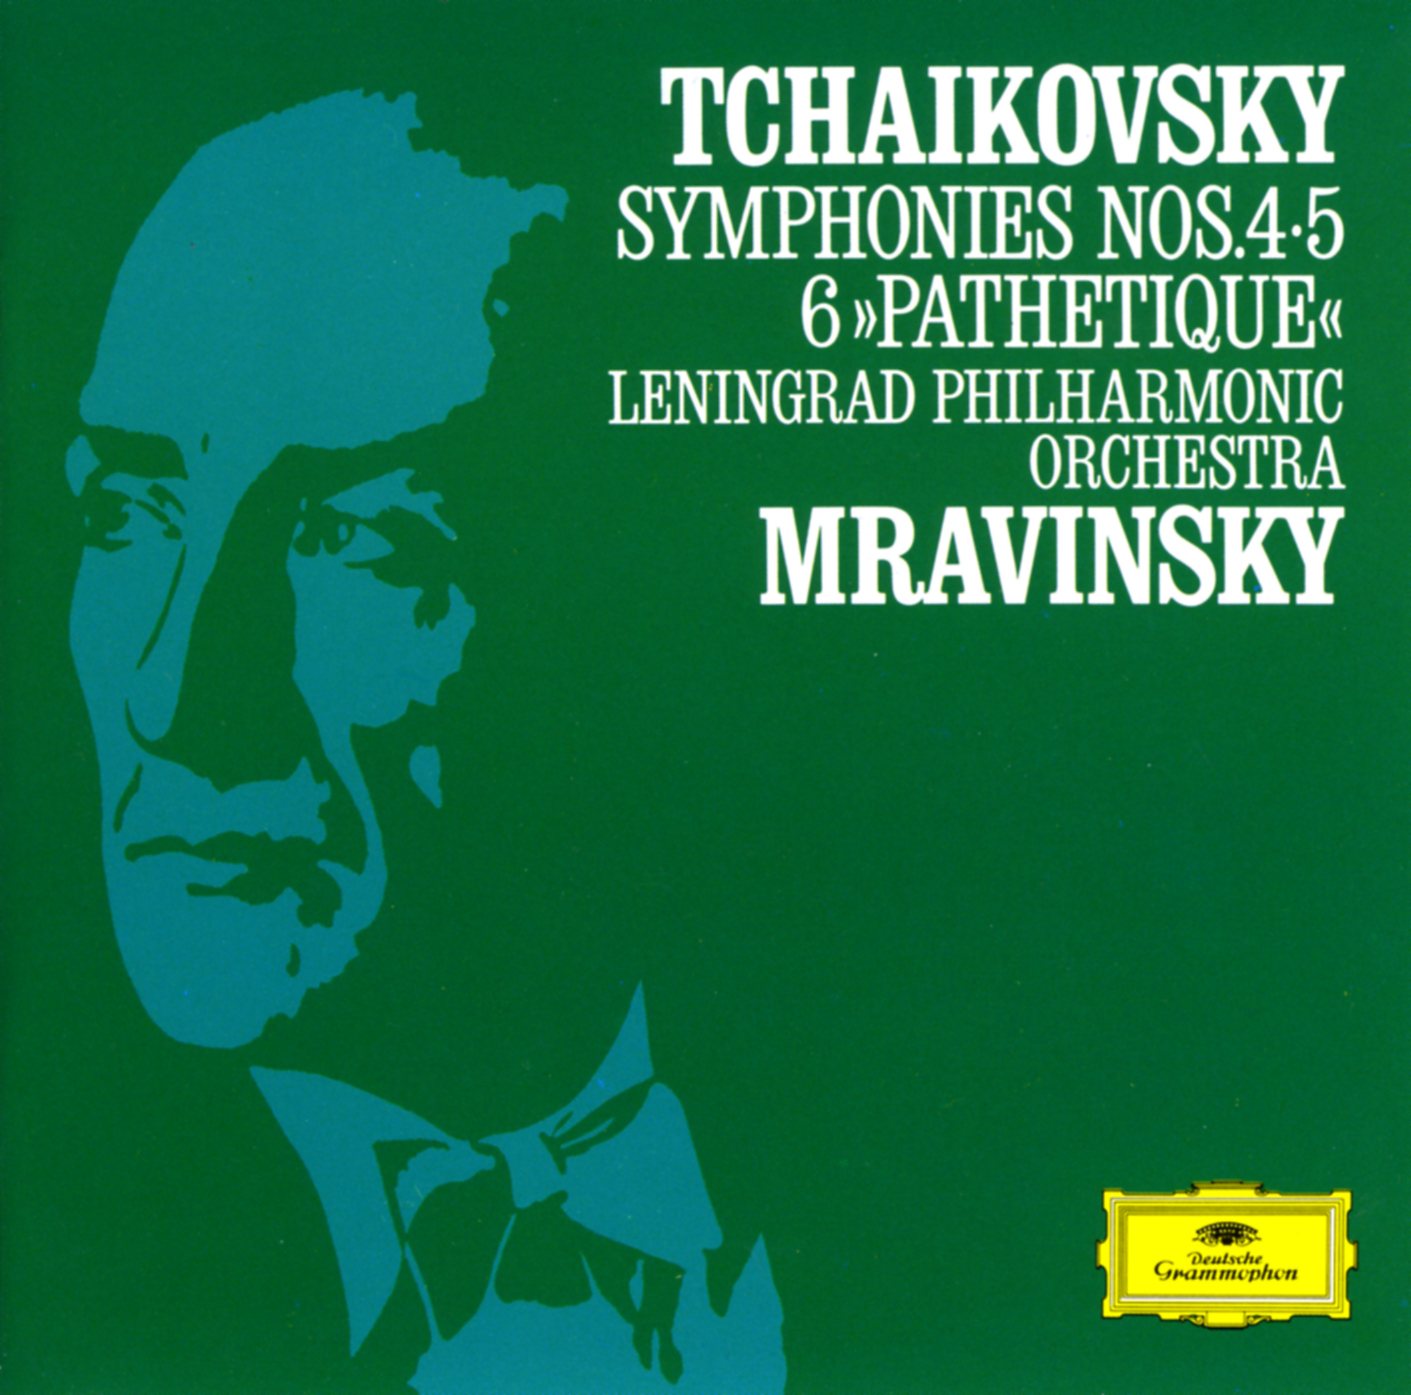 TCHAIKOVSKY
SYMPHONIES NOS.4·5
6 »PATHETIQUE«
LENINGRAD PHILHARMONIC
ORCHESTRA
MRAVINSKY
Deutsche
Grammophon